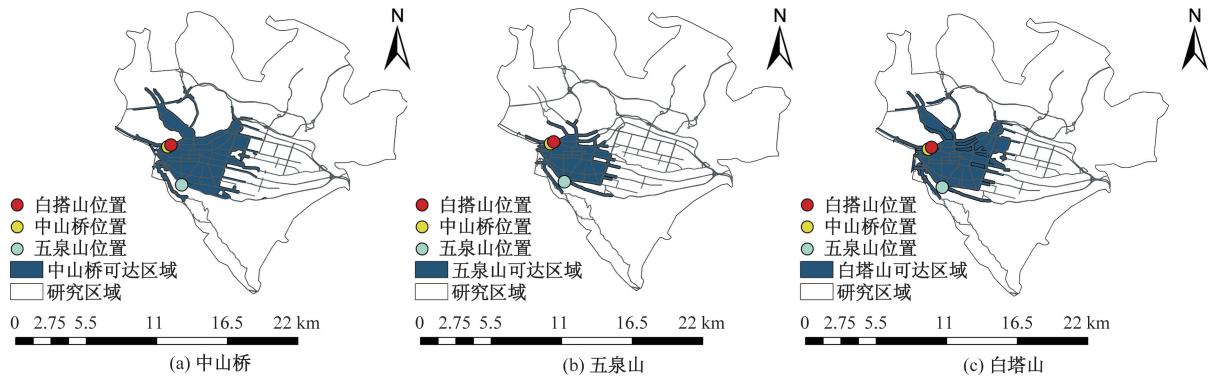 N
白搭山位置
中山桥位置
五泉山位置
中山桥可达区域
研究区域
0 2.75 5.5 11 16.5 22 km
(a) 中山桥
N
白搭山位置
中山桥位置
五泉山位置
五泉山可达区域
研究区域
0 2.75 5.5 11 16.5 22 km
(b) 五泉山
N
白搭山位置
中山桥位置
五泉山位置
白塔山可达区域
研究区域
0 2.75 5.5 11 16.5 22 km
(c) 白塔山